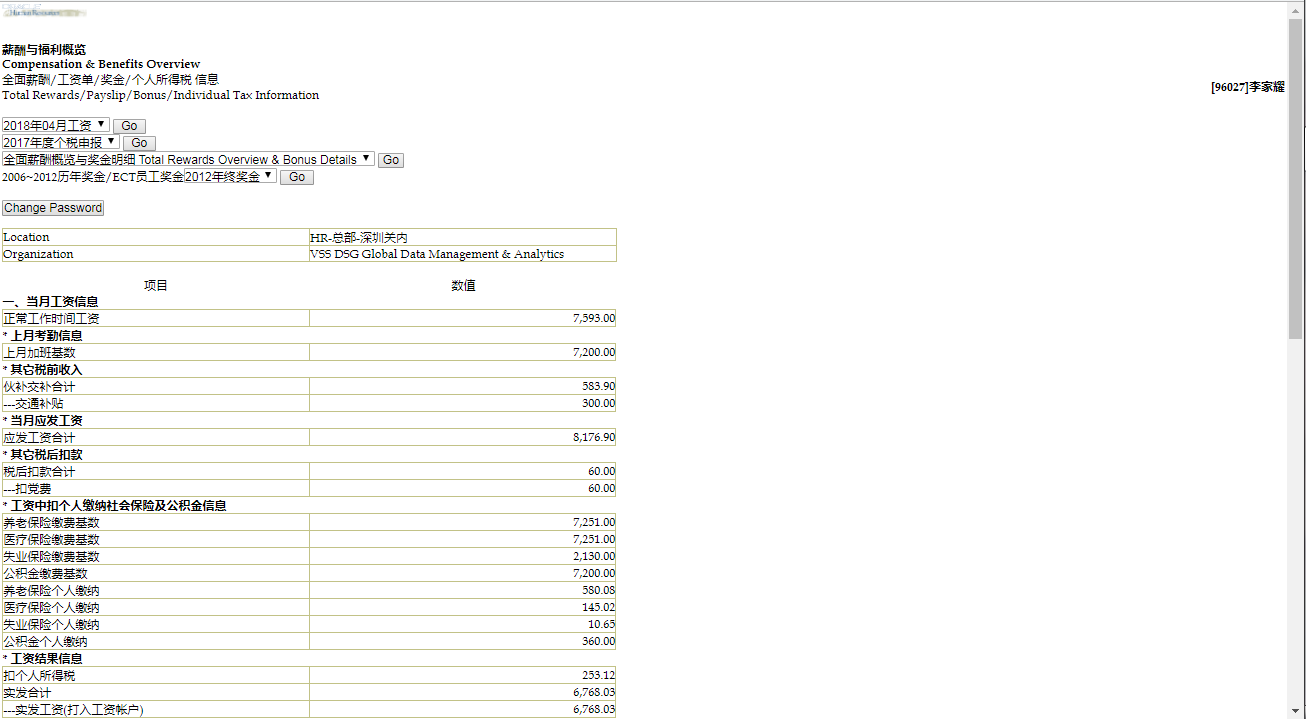 薪酬与福利概览
Compensation & Benefits Overview
全面薪酬/工资单/奖金/个人所得税 信息
Total Rewards/Payslip/Bonus/Individual Tax Information
[96027]李家耀
2018年04月工资 Go
2017年度个税申报 Go
全面薪酬概览与奖金明细 Total Rewards Overview & Bonus Details Go
2006~2012历年奖金/ECT员工奖金 2012年终奖金 Go
Change Password
Location HR-总部-深圳关内
Organization VSS DSG Global Data Management & Analytics
项目 数值
一、当月工资信息
正常工作时间工资 7,593.00
* 上月考勤信息
上月加班基数 7,200.00
* 其它税前收入
伙补交补合计 583.90
---交通补贴 300.00
* 当月应发工资
应发工资合计 8,176.90
* 其它税后扣款
税后扣款合计 60.00
---扣党费 60.00
* 工资中扣个人缴纳社会保险及公积金信息
养老保险缴费基数 7,251.00
医疗保险缴费基数 7,251.00
失业保险缴费基数 2,130.00
公积金缴费基数 7,200.00
养老保险个人缴纳 580.08
医疗保险个人缴纳 145.02
失业保险个人缴纳 10.65
公积金个人缴纳 360.00
* 工资结果信息
扣个人所得税 253.12
实发合计 6,768.03
---实发工资(打入工资帐户) 6,768.03